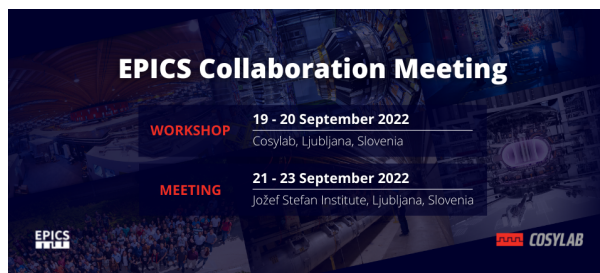 EPICS Collaboration Meeting
WORKSHOP
19 - 20 September 2022
Cosylab, Ljubljana, Slovenia
MEETING
21 - 23 September 2022
Jožef Stefan Institute, Ljubljana, Slovenia
EPICS
COSYLAB